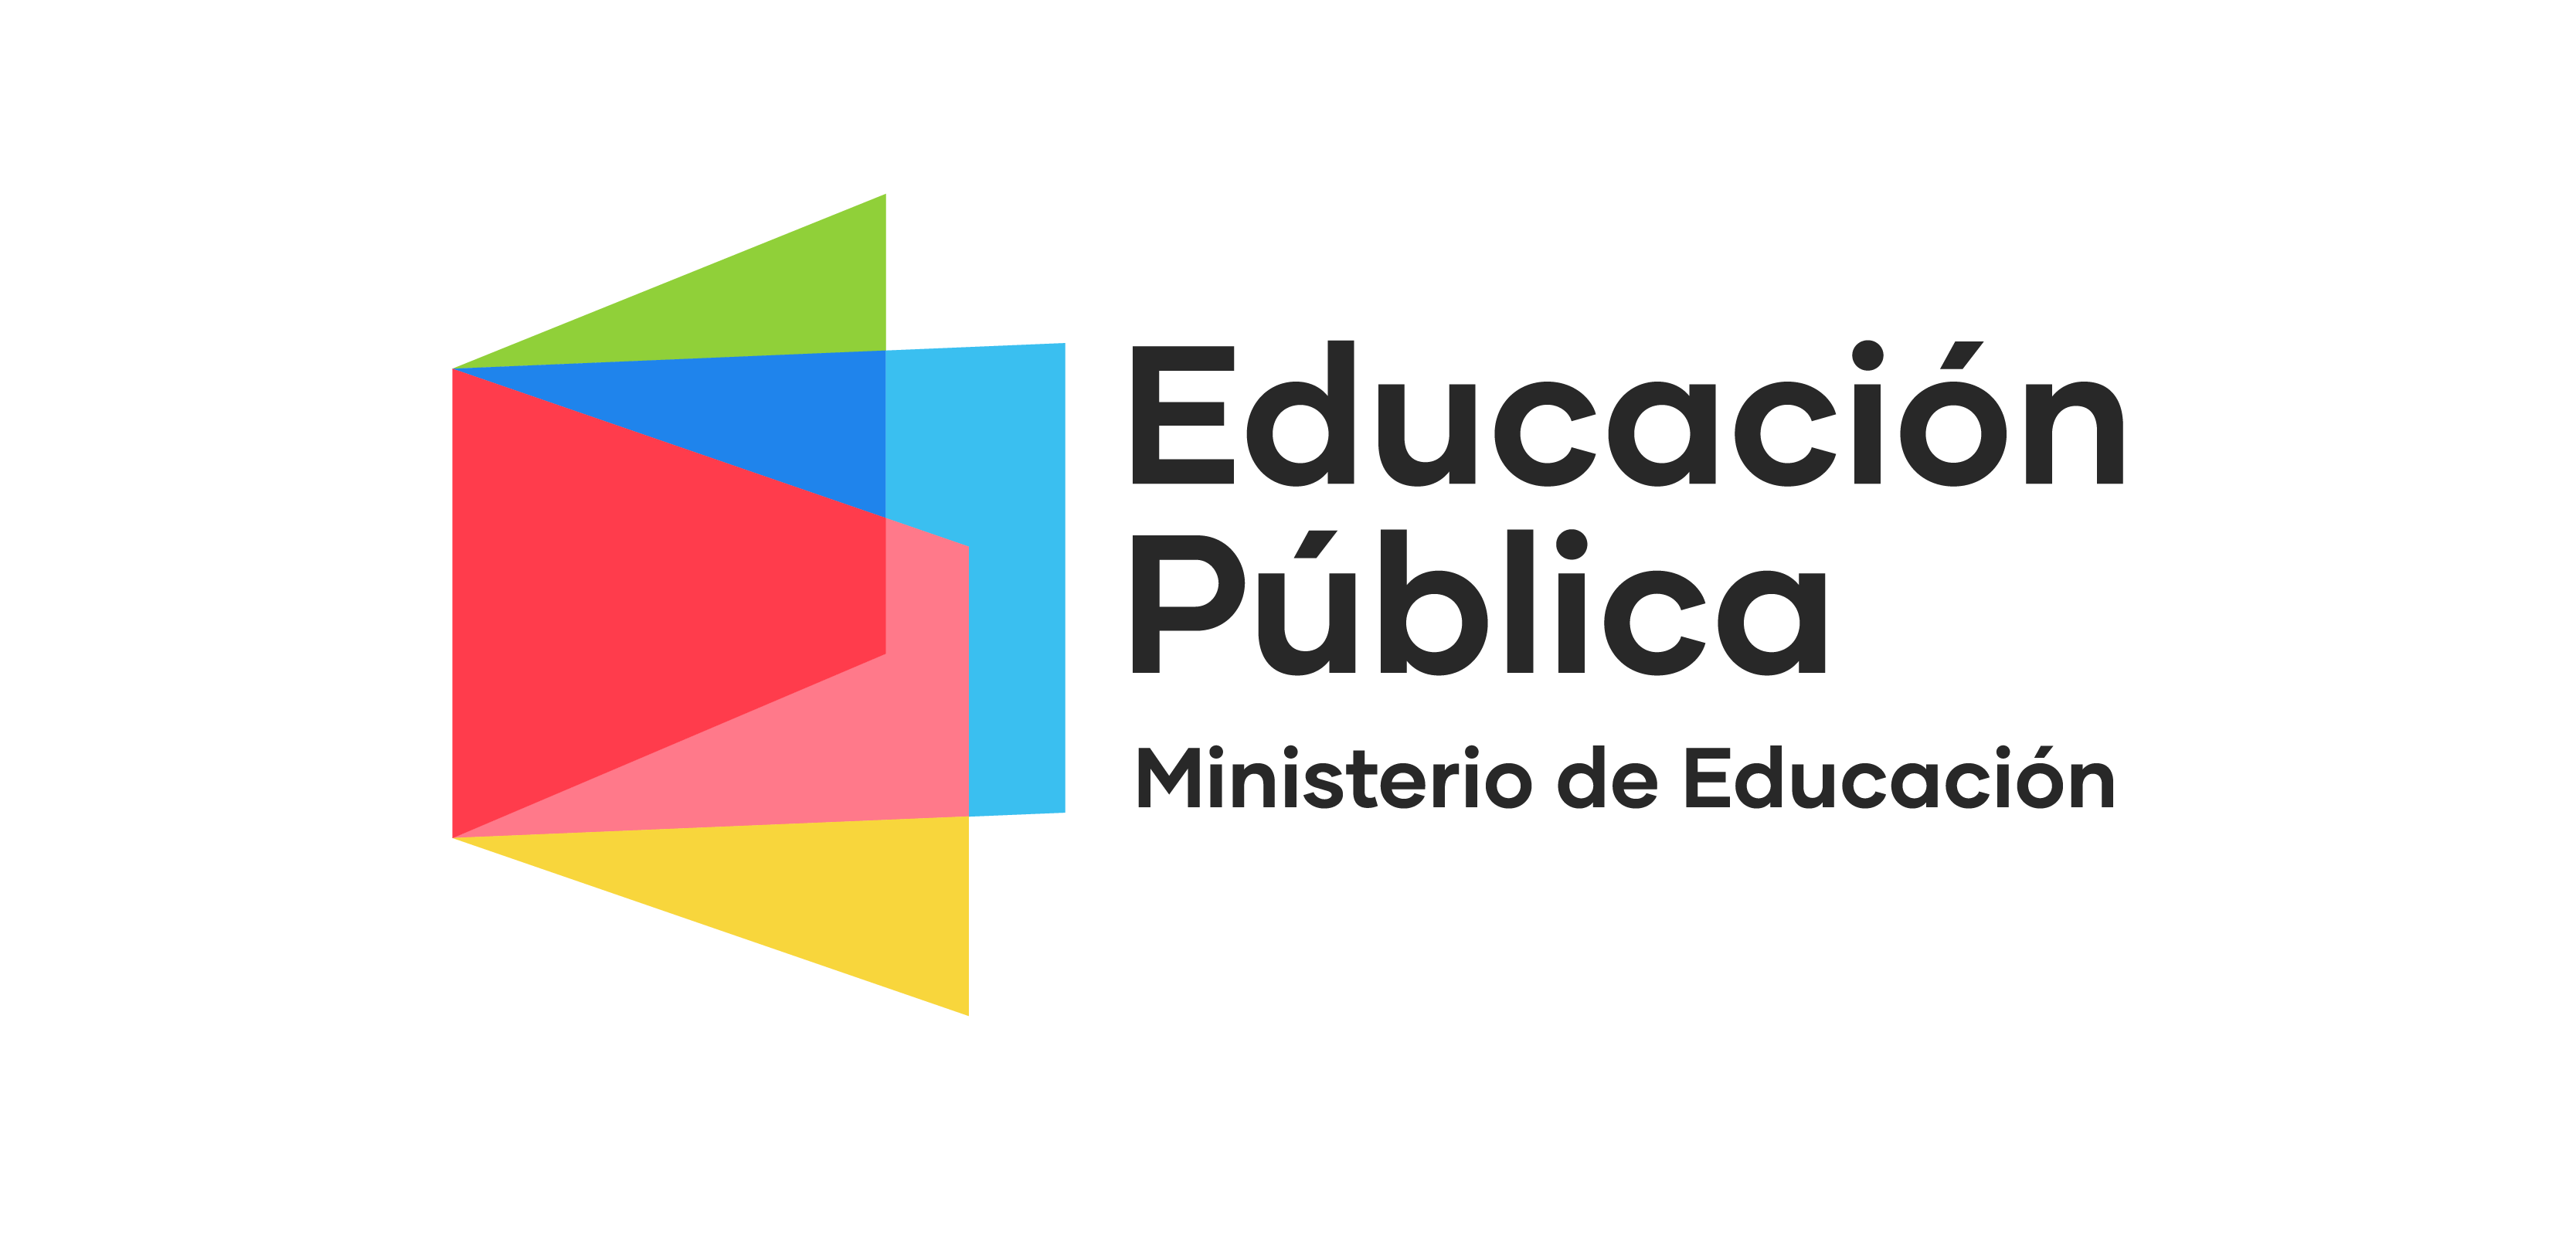 Educación
Pública
Ministerio de Educación